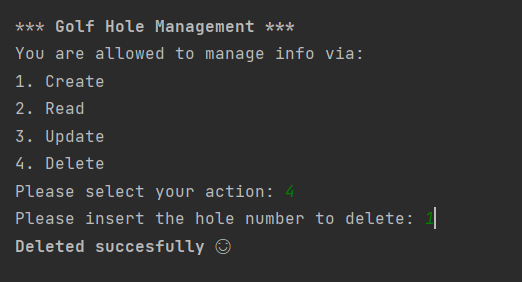 *** Golf Hole Management ***
You are allowed to manage info via:
1. Create
2. Read
3. Update
4. Delete
Please select your action: 4
Please insert the hole number to delete: 1
Deleted succesfully ☺